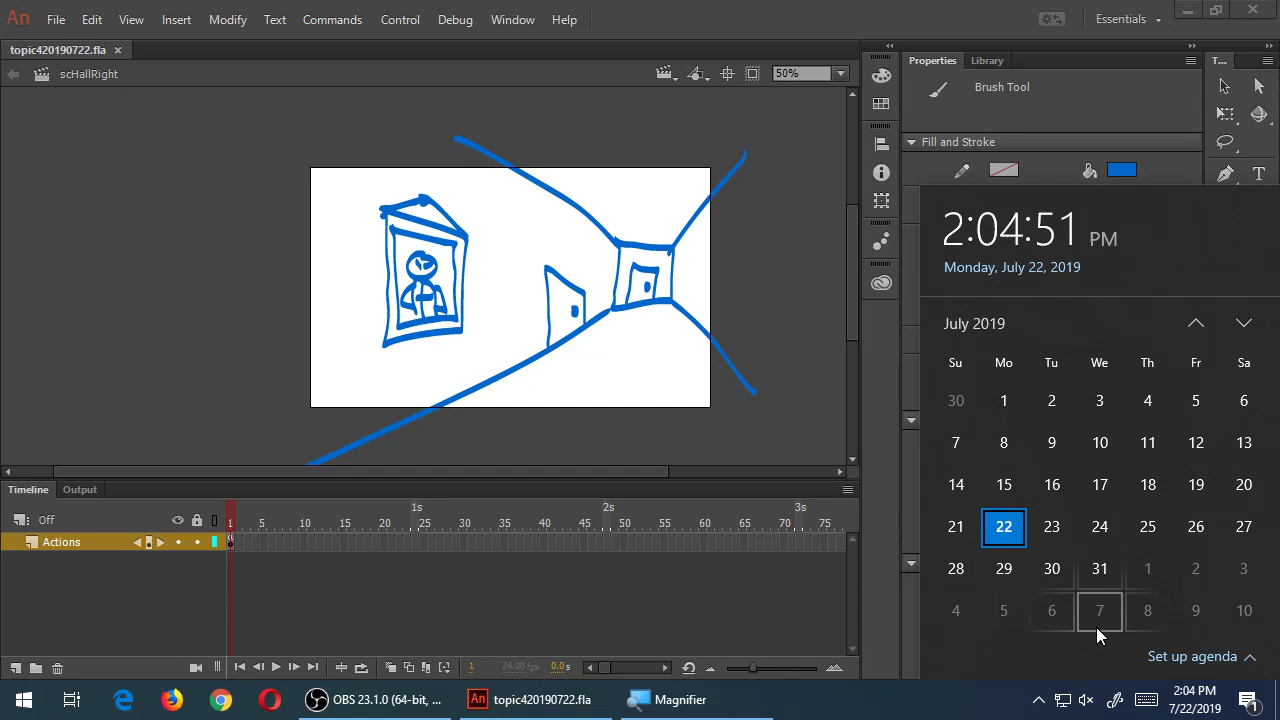 An File Edit View Insert Modify Text Commands Control Debug Window Help Essentials
topic420190722.fla ×
scHallRight 50%
Properties Library T...
Brush Tool
Fill and Stroke
T
2:04:51 PM
Monday, July 22, 2019
July 2019
Su Mo Tu We Th Fr Sa
30 1 2 3 4 5 6
7 8 9 10 11 12 13
14 15 16 17 18 19 20
21 22 23 24 25 26 27
28 29 30 31 1 2 3
4 5 6 7 8 9 10
Set up agenda
Timeline Output
1s 2s 3s
Off 1 5 10 15 20 25 30 35 40 45 50 55 60 65 70 75
Actions
1 24.00 fps 0.0 s
OBS 23.1.0 (64-bit, ... An topic420190722.fla Magnifier
2:04 PM
7/22/2019
1